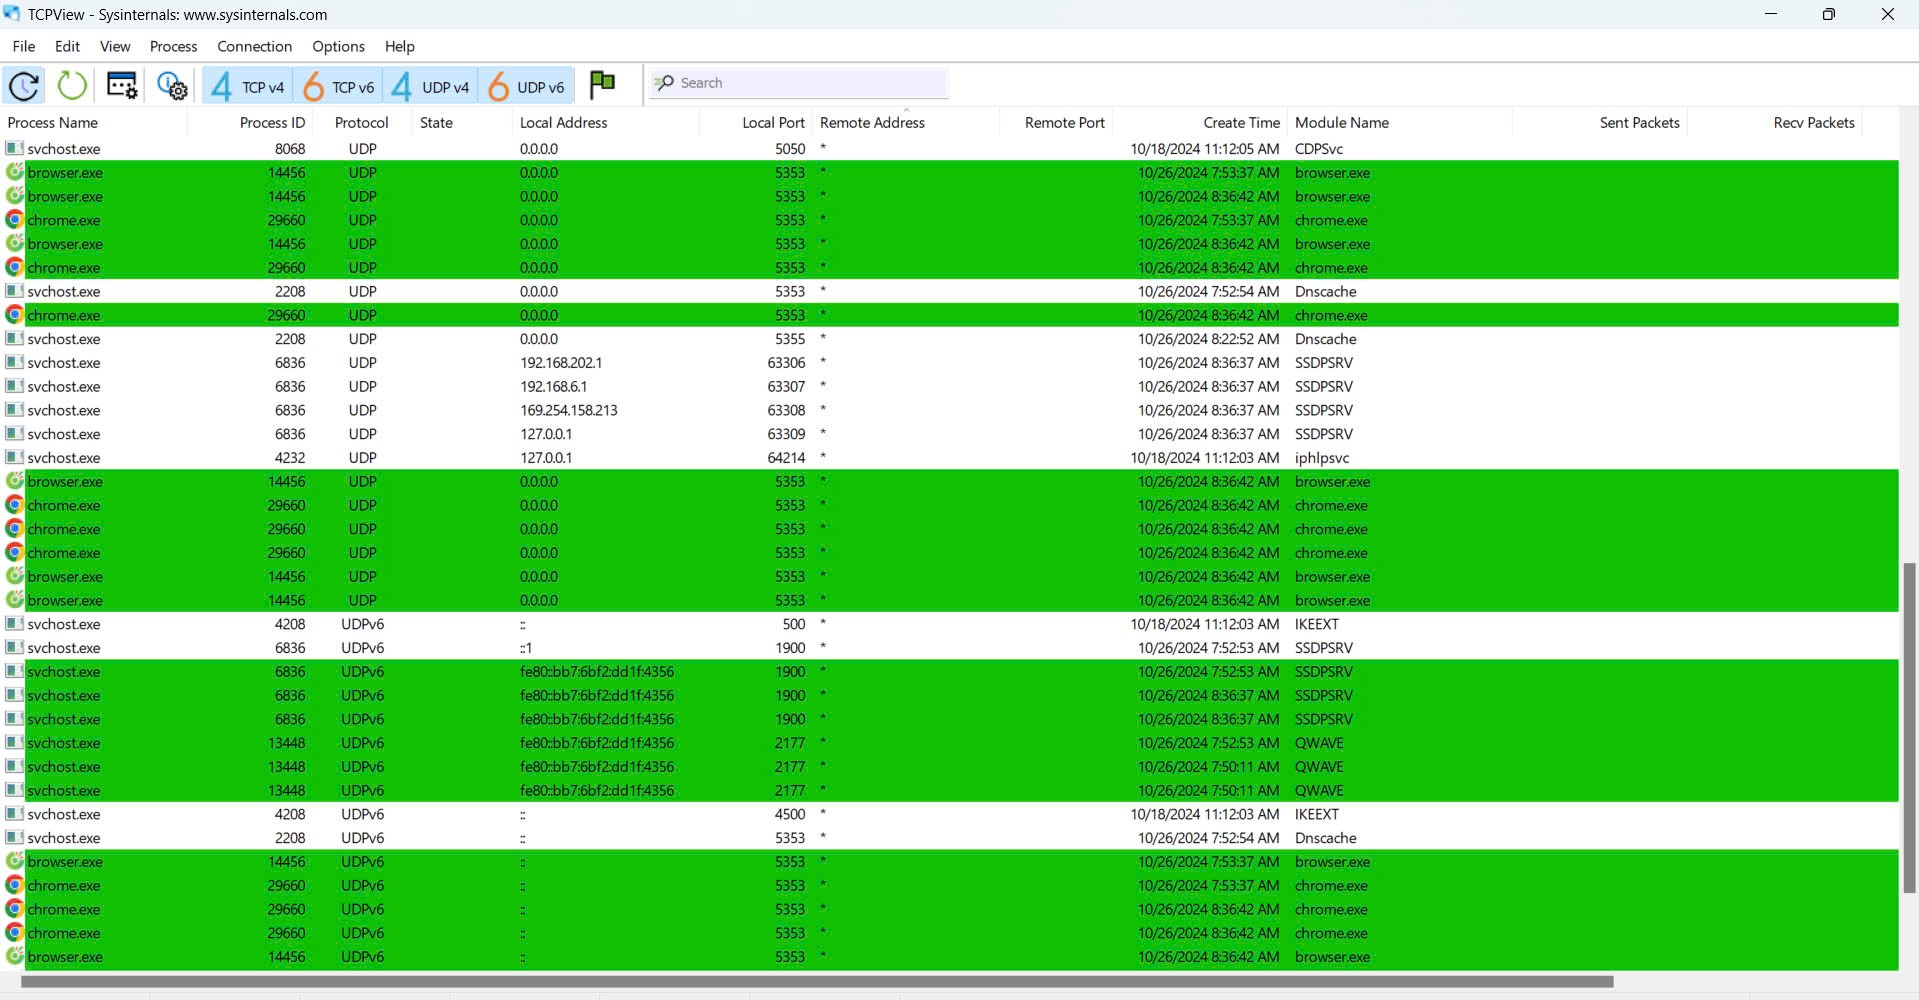 TCPView - Sysinternals: www.sysinternals.com
File Edit View Process Connection Options Help
4 TCP v4 6 TCP v6 4 UDP v4 6 UDP v6 Search
Process Name Process ID Protocol State Local Address Local Port Remote Address Remote Port Create Time Module Name Sent Packets Recv Packets
svchost.exe 8068 UDP 0.0.0.0 5050 * 10/18/2024 11:12:05 AM CDPSvc
browser.exe 14456 UDP 0.0.0.0 5353 * 10/26/2024 7:53:37 AM browser.exe
browser.exe 14456 UDP 0.0.0.0 5353 * 10/26/2024 8:36:42 AM browser.exe
chrome.exe 29660 UDP 0.0.0.0 5353 * 10/26/2024 7:53:37 AM chrome.exe
browser.exe 14456 UDP 0.0.0.0 5353 * 10/26/2024 8:36:42 AM browser.exe
chrome.exe 29660 UDP 0.0.0.0 5353 * 10/26/2024 8:36:42 AM chrome.exe
svchost.exe 2208 UDP 0.0.0.0 5353 * 10/26/2024 7:52:54 AM Dnscache
chrome.exe 29660 UDP 0.0.0.0 5353 * 10/26/2024 8:36:42 AM chrome.exe
svchost.exe 2208 UDP 0.0.0.0 5355 * 10/26/2024 8:22:52 AM Dnscache
svchost.exe 6836 UDP 192.168.202.1 63306 * 10/26/2024 8:36:37 AM SSDPSRV
svchost.exe 6836 UDP 192.168.6.1 63307 * 10/26/2024 8:36:37 AM SSDPSRV
svchost.exe 6836 UDP 169.254.158.213 63308 * 10/26/2024 8:36:37 AM SSDPSRV
svchost.exe 6836 UDP 127.0.0.1 63309 * 10/26/2024 8:36:37 AM SSDPSRV
svchost.exe 4232 UDP 127.0.0.1 64214 * 10/18/2024 11:12:03 AM iphlpsvc
browser.exe 14456 UDP 0.0.0.0 5353 * 10/26/2024 8:36:42 AM browser.exe
chrome.exe 29660 UDP 0.0.0.0 5353 * 10/26/2024 8:36:42 AM chrome.exe
chrome.exe 29660 UDP 0.0.0.0 5353 * 10/26/2024 8:36:42 AM chrome.exe
chrome.exe 29660 UDP 0.0.0.0 5353 * 10/26/2024 8:36:42 AM chrome.exe
browser.exe 14456 UDP 0.0.0.0 5353 * 10/26/2024 8:36:42 AM browser.exe
browser.exe 14456 UDP 0.0.0.0 5353 * 10/26/2024 8:36:42 AM browser.exe
svchost.exe 4208 UDPv6 :: 500 * 10/18/2024 11:12:03 AM IKEEXT
svchost.exe 6836 UDPv6 ::1 1900 * 10/26/2024 7:52:53 AM SSDPSRV
svchost.exe 6836 UDPv6 fe80::bb7:6bf2:dd1f:4356 1900 * 10/26/2024 7:52:53 AM SSDPSRV
svchost.exe 6836 UDPv6 fe80::bb7:6bf2:dd1f:4356 1900 * 10/26/2024 8:36:37 AM SSDPSRV
svchost.exe 6836 UDPv6 fe80::bb7:6bf2:dd1f:4356 1900 * 10/26/2024 8:36:37 AM SSDPSRV
svchost.exe 13448 UDPv6 fe80::bb7:6bf2:dd1f:4356 2177 * 10/26/2024 7:52:53 AM QWAVE
svchost.exe 13448 UDPv6 fe80::bb7:6bf2:dd1f:4356 2177 * 10/26/2024 7:50:11 AM QWAVE
svchost.exe 13448 UDPv6 fe80::bb7:6bf2:dd1f:4356 2177 * 10/26/2024 7:50:11 AM QWAVE
svchost.exe 4208 UDPv6 :: 4500 * 10/18/2024 11:12:03 AM IKEEXT
svchost.exe 2208 UDPv6 :: 5353 * 10/26/2024 7:52:54 AM Dnscache
browser.exe 14456 UDPv6 :: 5353 * 10/26/2024 7:53:37 AM browser.exe
chrome.exe 29660 UDPv6 :: 5353 * 10/26/2024 7:53:37 AM chrome.exe
chrome.exe 29660 UDPv6 :: 5353 * 10/26/2024 8:36:42 AM chrome.exe
chrome.exe 29660 UDPv6 :: 5353 * 10/26/2024 8:36:42 AM chrome.exe
browser.exe 14456 UDPv6 :: 5353 * 10/26/2024 8:36:42 AM browser.exe